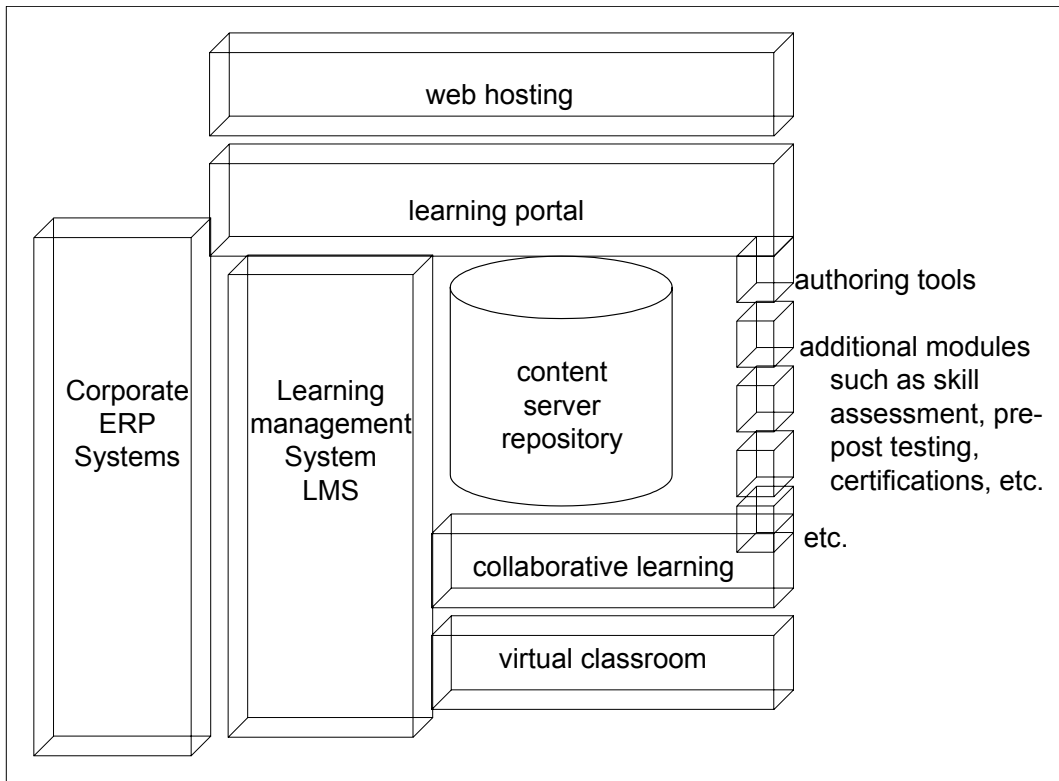 web hosting
learning portal
authoring tools
additional modules
such as skill
assessment, pre-
post testing,
certifications, etc.
etc.
Corporate
ERP
Systems
Learning
management
System
LMS
content
server
repository
collaborative learning
virtual classroom